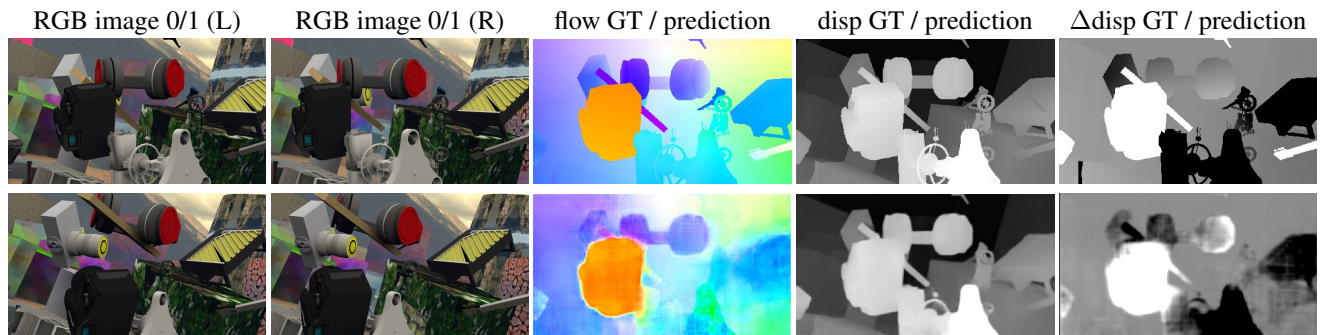 RGB image 0/1 (L) RGB image 0/1 (R) flow GT / prediction disp GT / prediction Δdisp GT / prediction